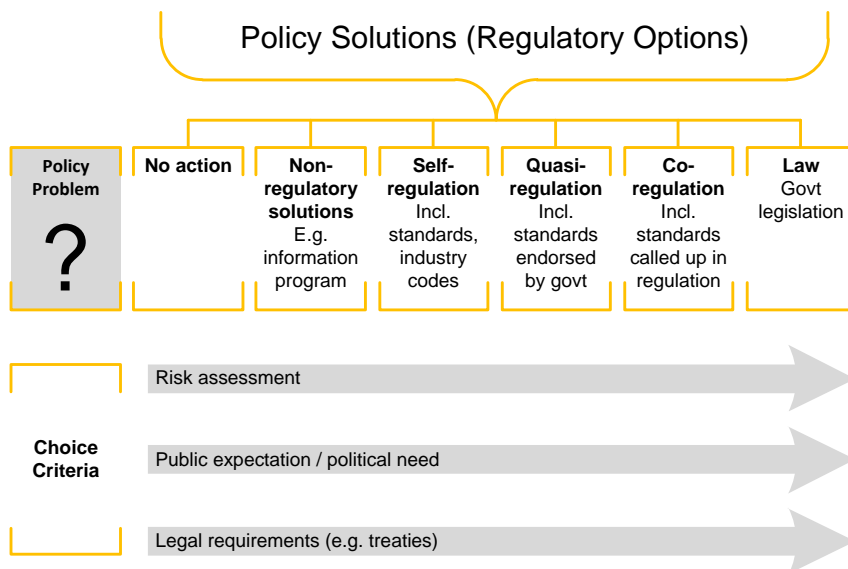 Policy Solutions (Regulatory Options)
Policy
Problem
?
No action
Non-
regulatory
solutions
E.g.
information
program
Self-
regulation
Incl.
standards,
industry
codes
Quasi-
regulation
Incl.
standards
endorsed
by govt
Co-
regulation
Incl.
standards
called up in
regulation
Law
Govt
legislation
Choice
Criteria
Risk assessment
Public expectation / political need
Legal requirements (e.g. treaties)